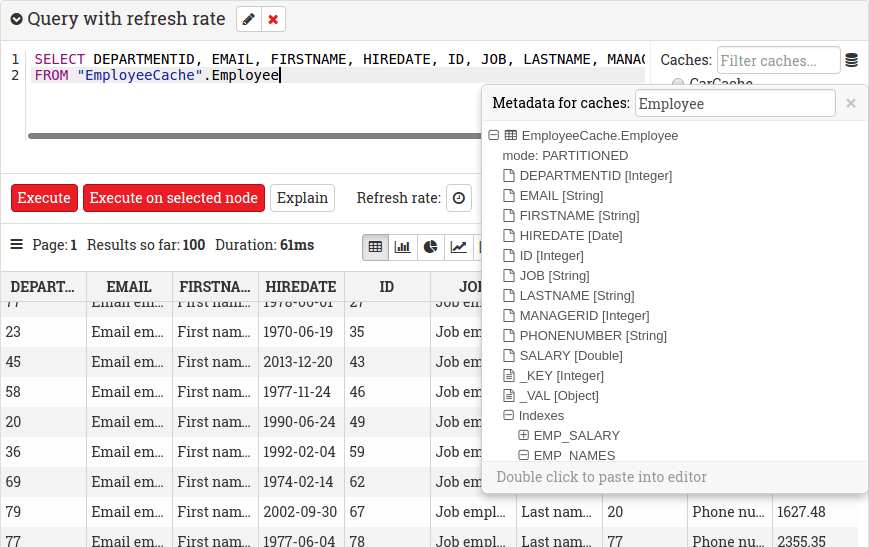 Query with refresh rate
1 SELECT DEPARTMENTID, EMAIL, FIRSTNAME, HIREDATE, ID, JOB, LASTNAME, MANAG
2 FROM "EmployeeCache".Employee
Caches: Filter caches...
CarCache
Metadata for caches: Employee
EmployeeCache.Employee
mode: PARTITIONED
DEPARTMENTID [Integer]
EMAIL [String]
FIRSTNAME [String]
HIREDATE [Date]
ID [Integer]
JOB [String]
LASTNAME [String]
MANAGERID [Integer]
PHONENUMBER [String]
SALARY [Double]
_KEY [Integer]
_VAL [Object]
Indexes
EMP_SALARY
EMP_NAMES
Double click to paste into editor
Execute Execute on selected node Explain Refresh rate:
Page: 1 Results so far: 100 Duration: 61ms
DEPART... EMAIL FIRSTNA... HIREDATE ID JO
77 Email em... First nam... 1978-06-01 27 Job em
23 Email em... First nam... 1970-06-19 35 Job em
45 Email em... First nam... 2013-12-20 43 Job em
58 Email em... First nam... 1977-11-24 46 Job em
20 Email em... First nam... 1990-06-24 49 Job em
36 Email em... First nam... 1992-02-04 59 Job em
69 Email em... First nam... 1974-02-14 62 Job em
79 Email em... First nam... 2002-09-30 67 Job empl... Last nam... 20 Phone nu... 1627.48
77 Email em... First nam... 1977-06-04 78 Job empl... Last nam... 77 Phone nu... 2355.35